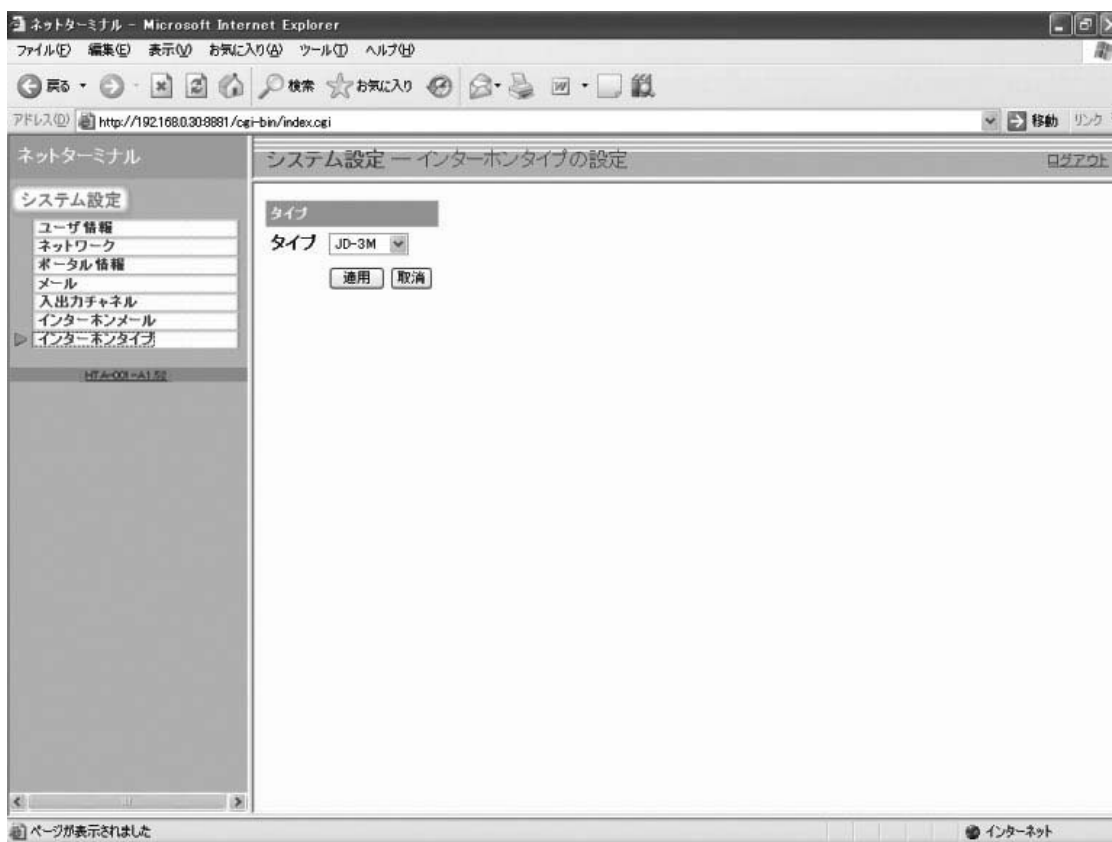 ネットターミナル - Microsoft Internet Explorer
ファイル(F) 編集(E) 表示(V) お気に入り(A) ツール(T) ヘルプ(H)
戻る 検索 お気に入り
アドレス(D) http://192.168.0.30:8881/cgi-bin/index.cgi 移動 リンク
ネットターミナル
システム設定 ー インターホンタイプの設定
ログアウト
システム設定
ユーザ情報
ネットワーク
ポータル情報
メール
入出力チャネル
インターホンメール
インターホンタイプ
HTA-001-A1.52
タイプ
タイプ JD-3M
適用 取消
ページが表示されました
インターネット